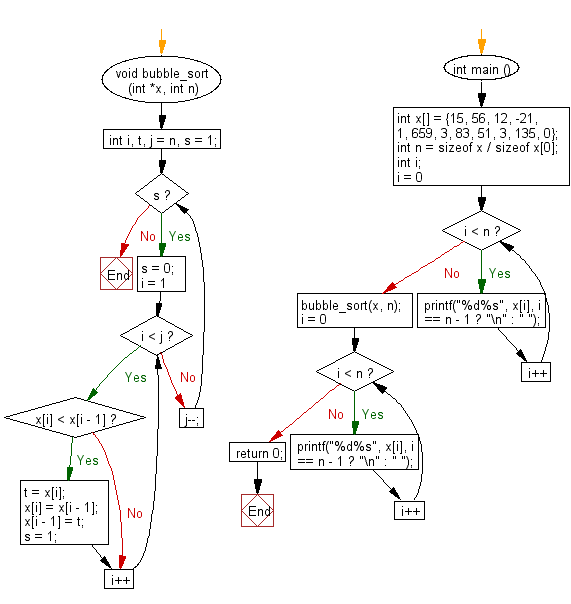 void bubble_sort
(int *x, int n)
int i, t, j = n, s = 1;
s ?
No
Yes
End
s = 0;
i = 1
i < j ?
Yes
No
x[i] < x[i - 1] ?
j--;
Yes
t = x[i];
x[i] = x[i - 1];
x[i - 1] = t;
s = 1;
No
i++
int main ()
int x[] = {15, 56, 12, -21,
1, 659, 3, 83, 51, 3, 135, 0};
int n = sizeof x / sizeof x[0];
int i;
i = 0
i < n ?
No
Yes
bubble_sort(x, n);
i = 0
printf("%d%s", x[i], i
== n - 1 ? "\n" : " ");
i++
i < n ?
No
Yes
return 0;
printf("%d%s", x[i], i
== n - 1 ? "\n" : " ");
End
i++